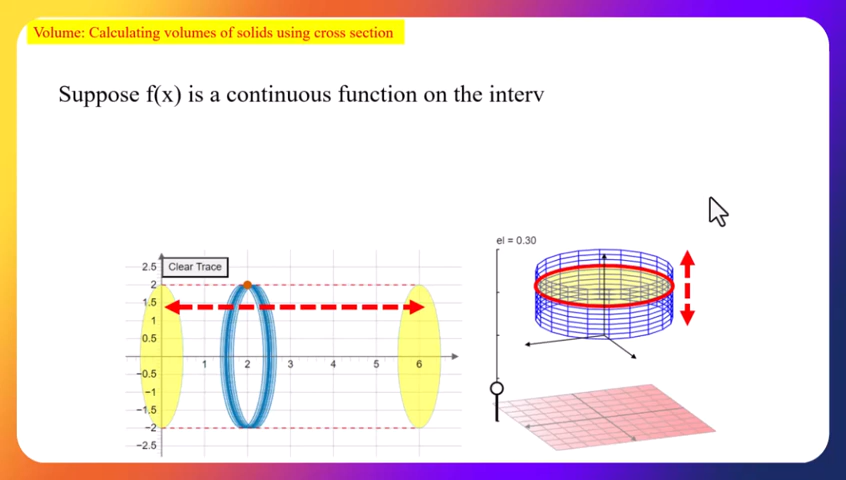 Volume: Calculating volumes of solids using cross section
Suppose f(x) is a continuous function on the interv
el = 0.30
2.5
Clear Trace
2
1.5
1
0.5
1 2 3 4 5 6
−0.5
−1
−1.5
−2
−2.5